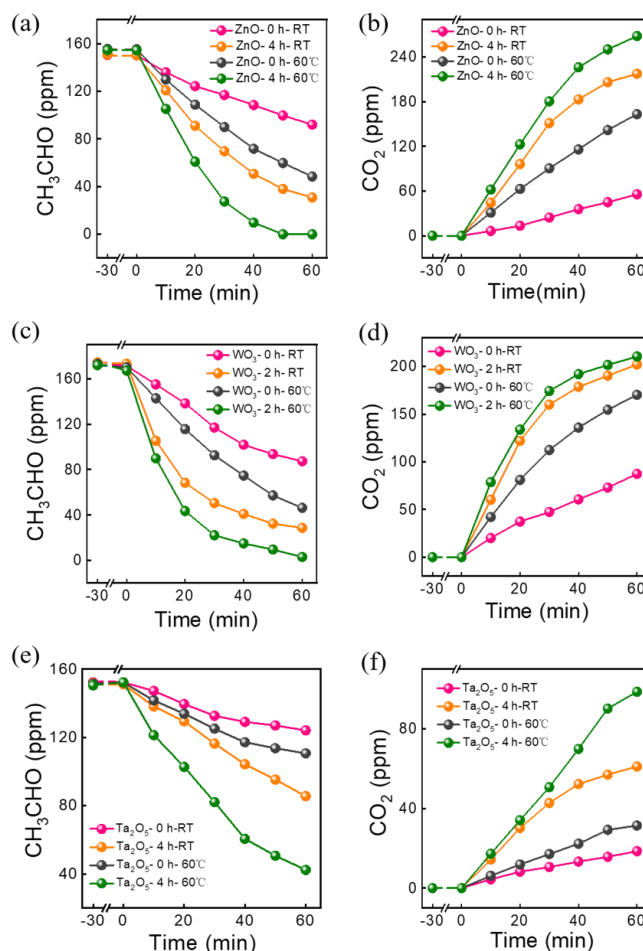 (a)
CH₃CHO (ppm)
160
120
80
40
0
ZnO- 0 h- RT
ZnO- 4 h- RT
ZnO- 0 h- 60℃
ZnO- 4 h- 60℃
-30 0 20 40 60
Time (min)
(b)
CO₂ (ppm)
240
180
120
60
0
ZnO- 0 h- RT
ZnO- 4 h-RT
ZnO- 0 h-60℃
ZnO- 4 h- 60℃
-30 0 20 40 60
Time(min)
(c)
CH₃CHO (ppm)
160
120
80
40
0
WO₃- 0 h- RT
WO₃- 2 h- RT
WO₃- 0 h-60℃
WO₃- 2 h-60℃
-30 0 20 40 60
Time (min)
(d)
CO₂ (ppm)
200
150
100
50
0
WO₃- 0 h-RT
WO₃- 2 h-RT
WO₃- 0 h-60℃
WO₃- 2 h- 60℃
-30 0 20 40 60
Time (min)
(e)
CH₃CHO (ppm)
160
120
80
40
Ta₂O₅- 0 h-RT
Ta₂O₅- 4 h-RT
Ta₂O₅- 0 h- 60℃
Ta₂O₅- 4 h- 60℃
-30 0 20 40 60
Time (min)
(f)
CO₂ (ppm)
80
40
0
Ta₂O₅- 0 h-RT
Ta₂O₅- 4 h-RT
Ta₂O₅- 0 h-60℃
Ta₂O₅- 4 h- 60℃
-30 0 20 40 60
Time (min)